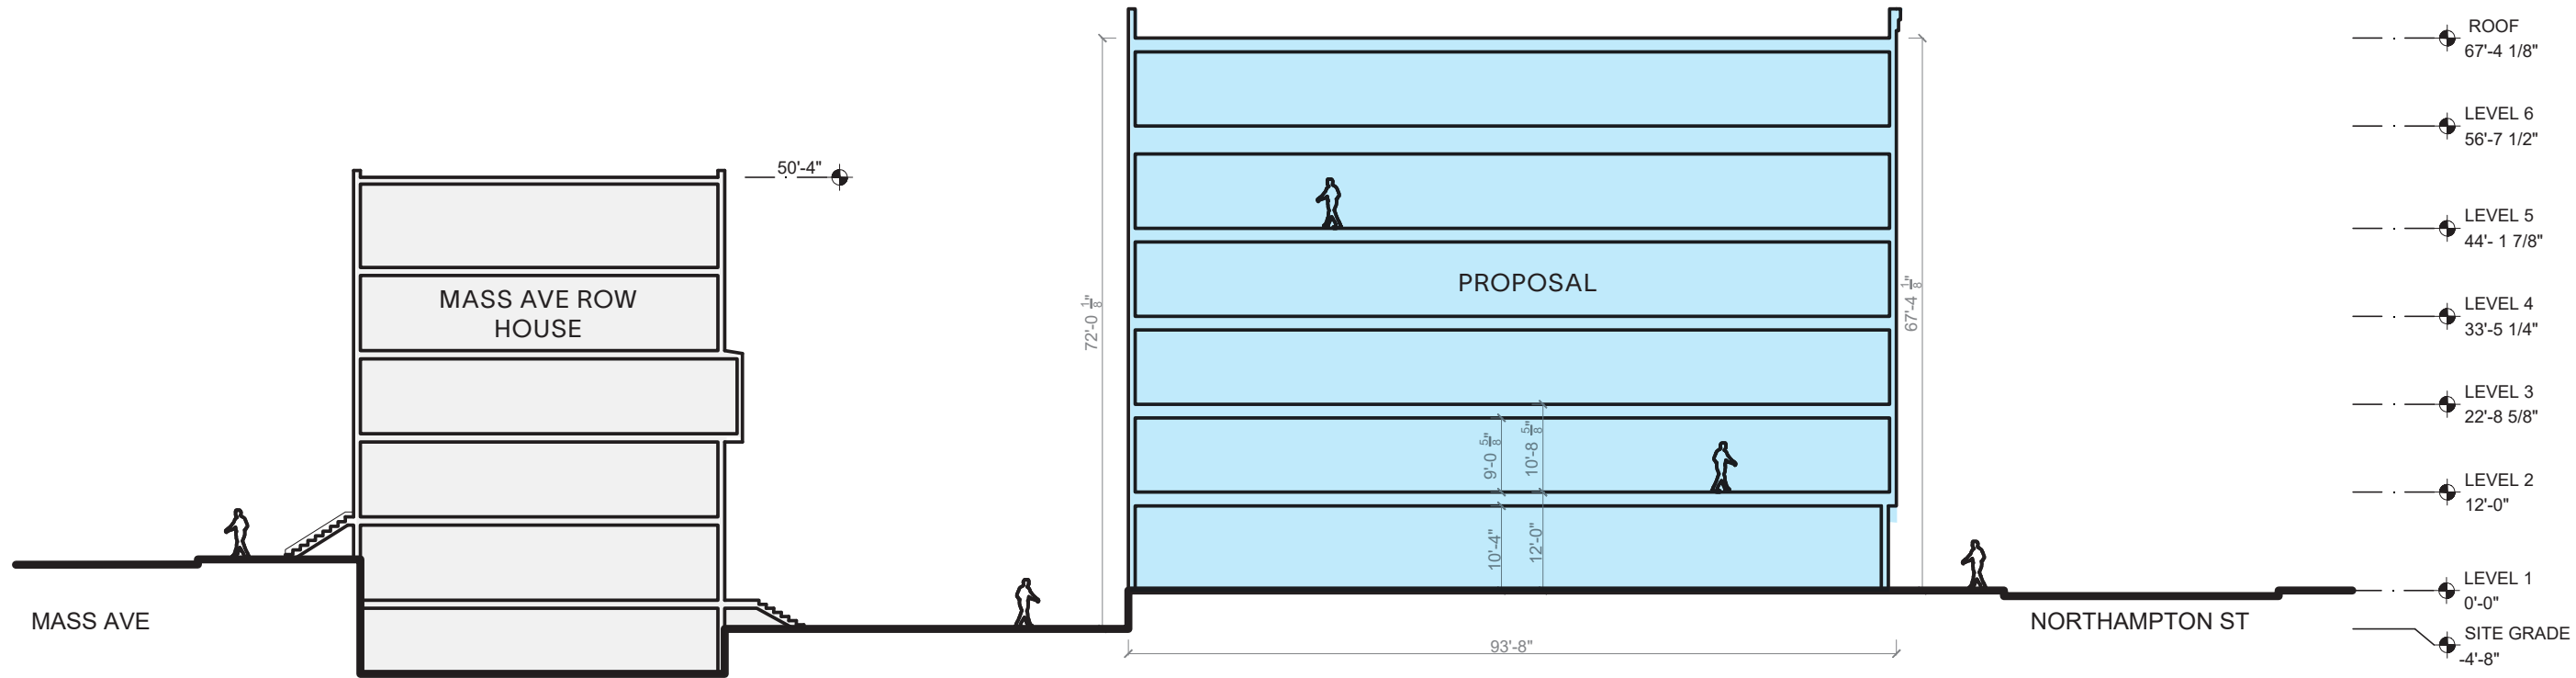 ROOF
67'-4 1/8"
LEVEL 6
56'-7 1/2"
50'-4"
LEVEL 5
44'- 1 7/8"
MASS AVE ROW
HOUSE
PROPOSAL
72'-0 1/8"
67'-4 1/8"
LEVEL 4
33'-5 1/4"
LEVEL 3
22'-8 5/8"
9'-0 5/8"
10'-8 5/8"
LEVEL 2
12'-0"
10'-4"
12'-0"
LEVEL 1
0'-0"
MASS AVE
NORTHAMPTON ST
SITE GRADE
-4'-8"
93'-8"